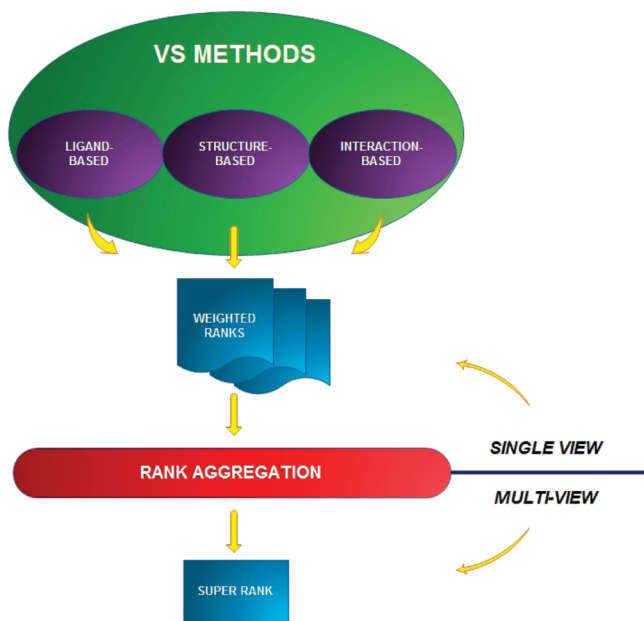 VS METHODS
LIGAND-
BASED
STRUCTURE-
BASED
INTERACTION-
BASED
WEIGHTED
RANKS
SINGLE VIEW
RANK AGGREGATION
MULTI-VIEW
SUPER RANK